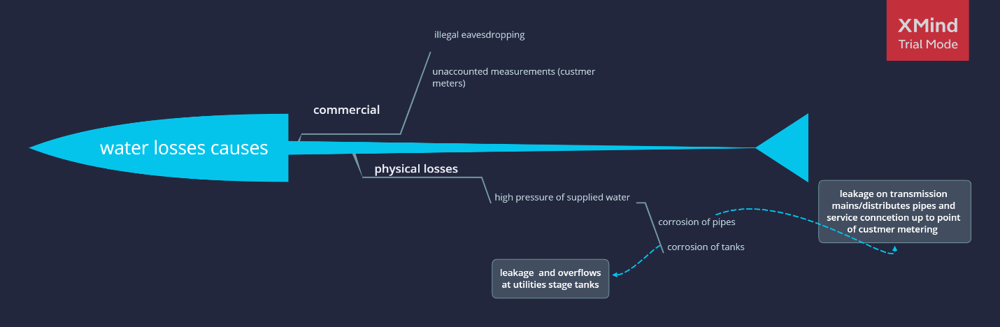 XMind
Trial Mode
illegal eavesdropping
unaccounted measurements (custmer
meters)
commercial
water losses causes
physical losses
high pressure of supplied water
leakage on transmission
mains/distributes pipes and
service conncetion up to point
of custmer metering
corrosion of pipes
corrosion of tanks
leakage  and overflows
at utilities stage tanks